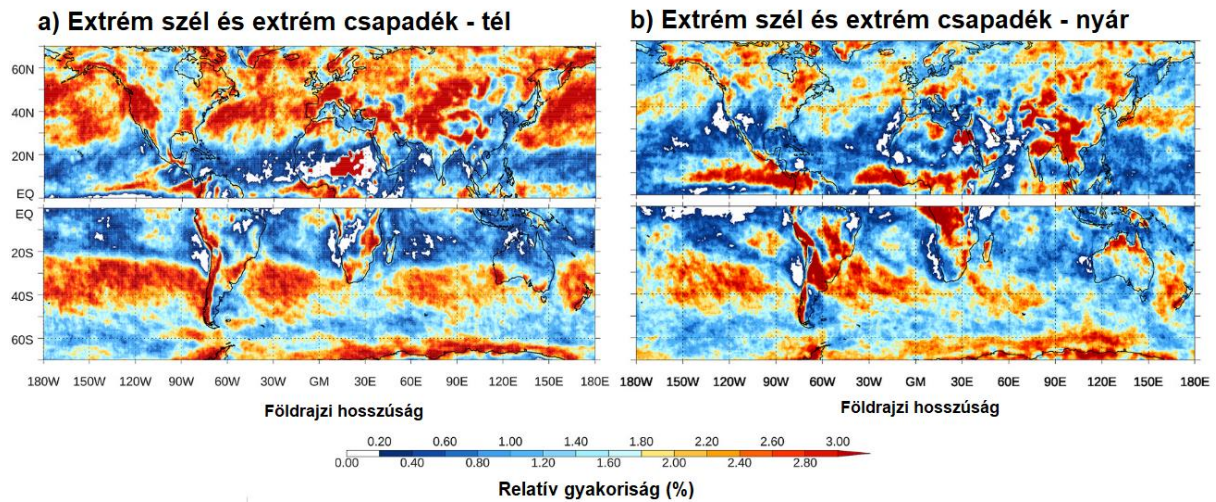 a) Extrém szél és extrém csapadék - tél
b) Extrém szél és extrém csapadék - nyár
60N
40N
20N
EQ
EQ
20S
40S
60S
180W 150W 120W 90W 60W 30W GM 30E 60E 90E 120E 150E 180E
180W 150W 120W 90W 60W 30W GM 30E 60E 90E 120E 150E 180E
Földrajzi hosszúság
Földrajzi hosszúság
0.20 0.60 1.00 1.40 1.80 2.20 2.60 3.00
0.00 0.40 0.80 1.20 1.60 2.00 2.40 2.80
Relatív gyakoriság (%)